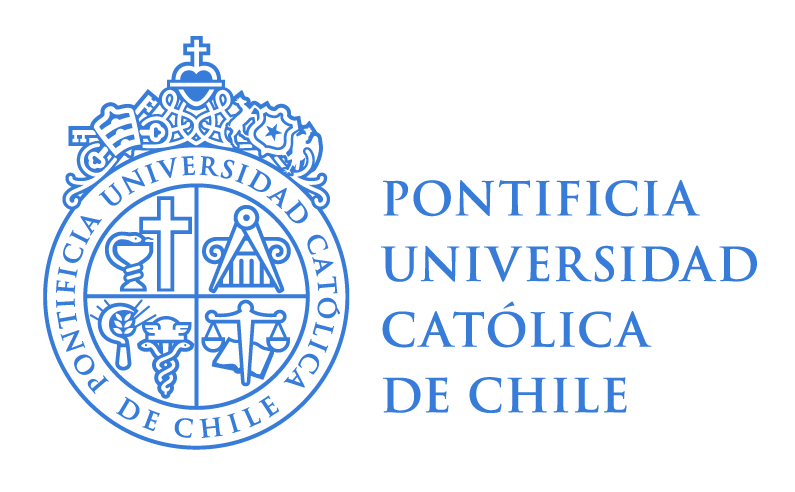 PONTIFICIA UNIVERSIDAD CATÓLICA DE CHILE
PONTIFICIA
UNIVERSIDAD
CATÓLICA
DE CHILE